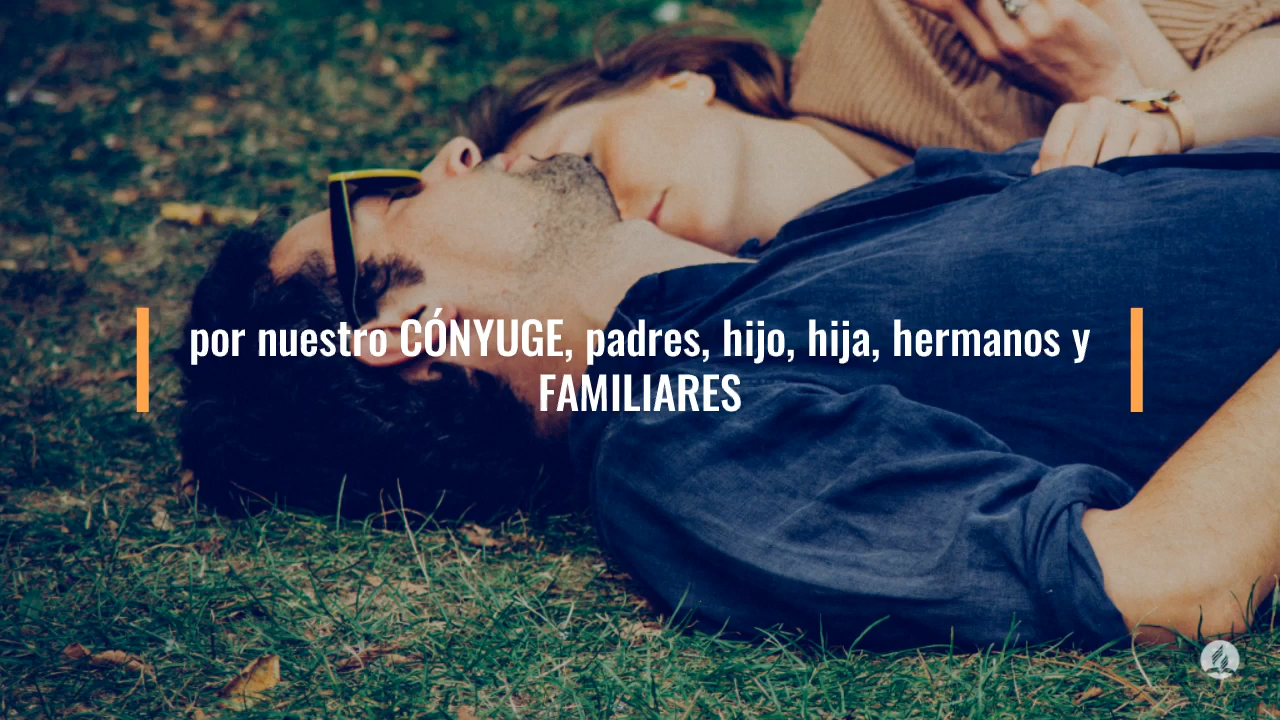 por nuestro CÓNYUGE, padres, hijo, hija, hermanos y
FAMILIARES